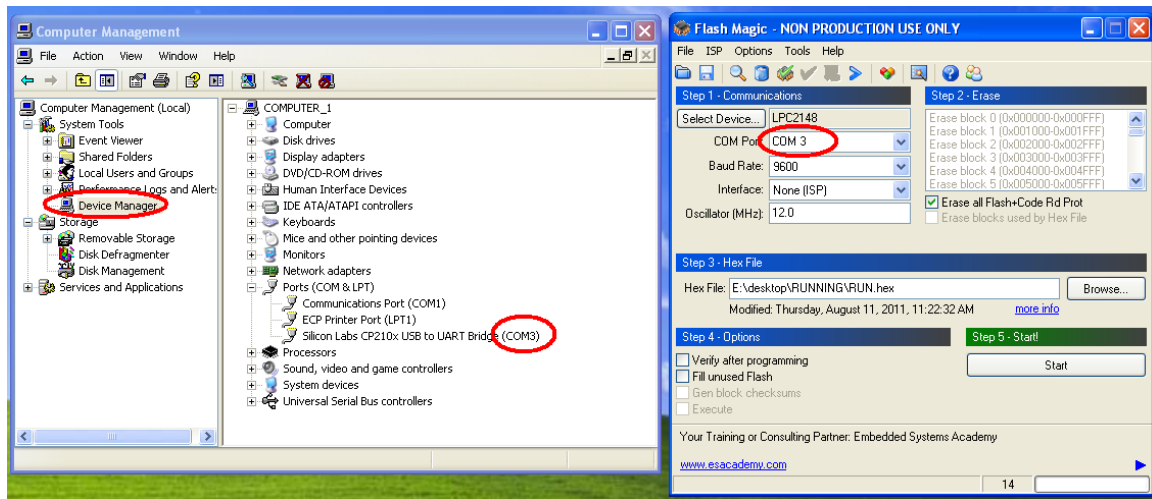 Computer Management
File Action View Window Help
Computer Management (Local)
System Tools
Event Viewer
Shared Folders
Local Users and Groups
Performance Logs and Alert:
Device Manager
Storage
Removable Storage
Disk Defragmenter
Disk Management
Services and Applications
COMPUTER_1
Computer
Disk drives
Display adapters
DVD/CD-ROM drives
Human Interface Devices
IDE ATA/ATAPI controllers
Keyboards
Mice and other pointing devices
Monitors
Network adapters
Ports (COM & LPT)
Communications Port (COM1)
ECP Printer Port (LPT1)
Silicon Labs CP210x USB to UART Bridge (COM3)
Processors
Sound, video and game controllers
System devices
Universal Serial Bus controllers
Flash Magic - NON PRODUCTION USE ONLY
File ISP Options Tools Help
Step 1 - Communications
Select Device... LPC2148
COM Port: COM 3
Baud Rate: 9600
Interface: None (ISP)
Oscillator (MHz): 12.0
Step 2 - Erase
Erase block 0 (0x000000-0x000FFF)
Erase block 1 (0x001000-0x001FFF)
Erase block 2 (0x002000-0x002FFF)
Erase block 3 (0x003000-0x003FFF)
Erase block 4 (0x004000-0x004FFF)
Erase block 5 (0x005000-0x005FFF)
Erase all Flash+Code Rd Prot
Erase blocks used by Hex File
Step 3 - Hex File
Hex File: E:\desktop\RUNNING\RUN.hex Browse...
Modified: Thursday, August 11, 2011, 11:22:32 AM more info
Step 4 - Options
Verify after programming
Fill unused Flash
Gen block checksums
Execute
Step 5 - Start!
Start
Your Training or Consulting Partner: Embedded Systems Academy
www.esacademy.com
14